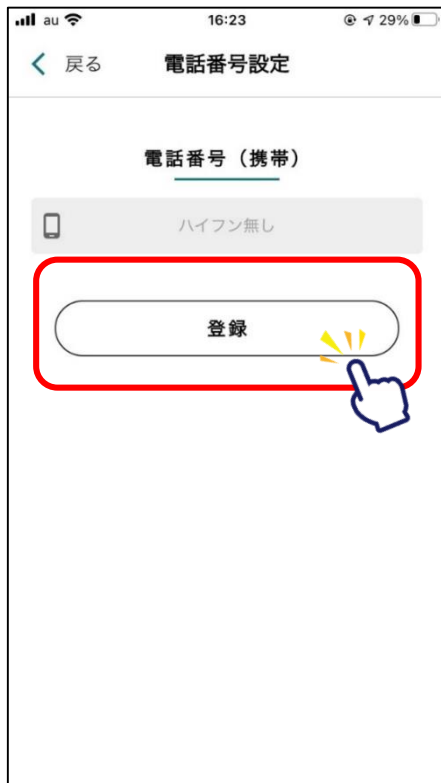 au 16:23 29%
戻る 電話番号設定
電話番号（携帯）
ハイフン無し
登録